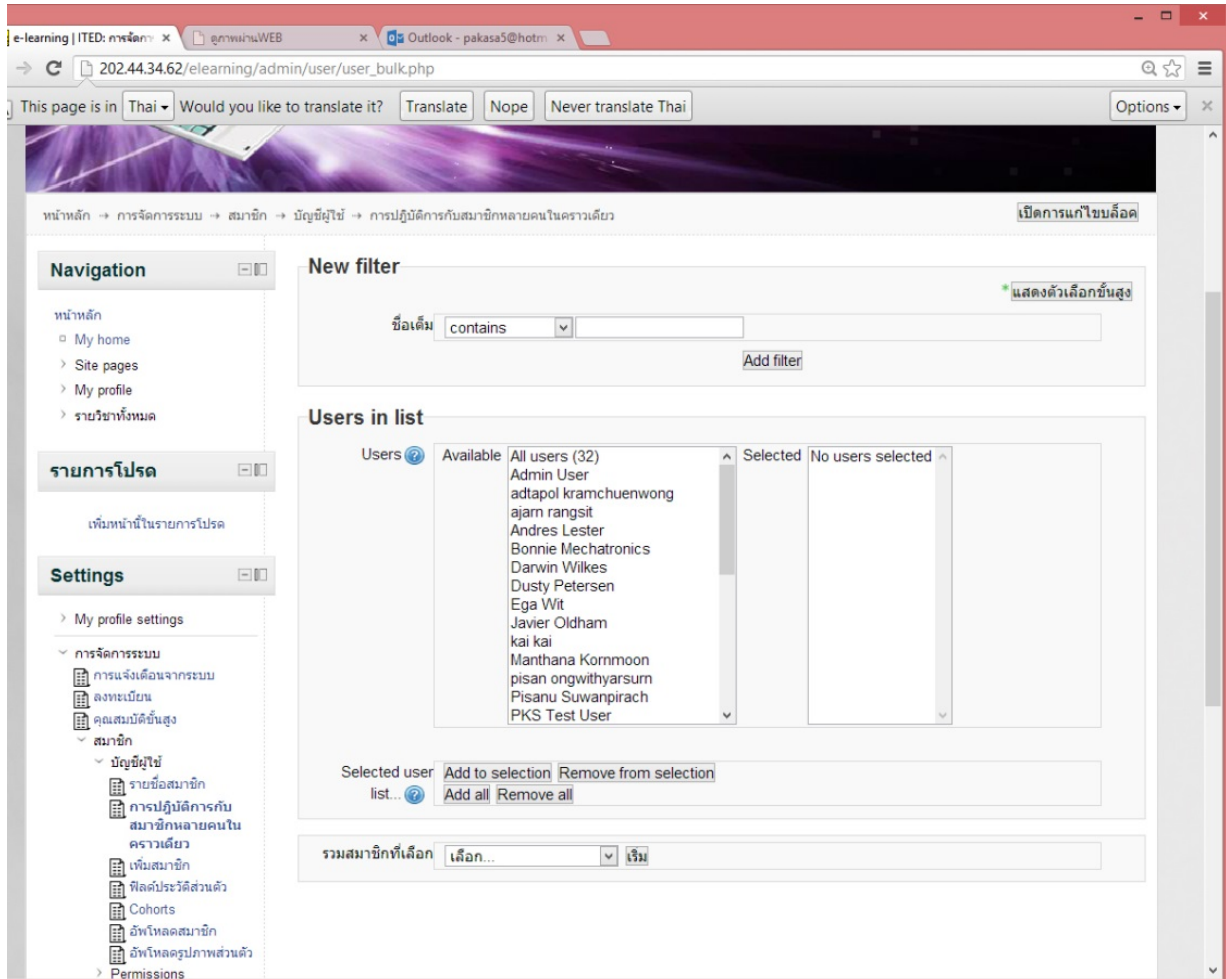 e-learning | ITED: การจัดกา ดูภาพผ่านWEB Outlook - pakasa5@hotm
202.44.34.62/elearning/admin/user/user_bulk.php
This page is in Thai Would you like to translate it? Translate Nope Never translate Thai Options
หน้าหลัก → การจัดการระบบ → สมาชิก → บัญชีผู้ใช้ → การปฎิบัติการกับสมาชิกหลายคนในคราวเดียว เปิดการแก้ไขบล็อค
Navigation
หน้าหลัก
My home
Site pages
My profile
รายวิชาทั้งหมด
รายการโปรด
เพิ่มหน้านี้ในรายการโปรด
Settings
My profile settings
การจัดการระบบ
การแจ้งเตือนจากระบบ
ลงทะเบียน
คุณสมบัติขั้นสูง
สมาชิก
บัญชีผู้ใช้
รายชื่อสมาชิก
การปฎิบัติการกับ
สมาชิกหลายคนใน
คราวเดียว
เพิ่มสมาชิก
ฟิลด์ประวัติส่วนตัว
Cohorts
อัพโหลดสมาชิก
อัพโหลดรูปภาพส่วนตัว
Permissions
New filter
*แสดงตัวเลือกขั้นสูง
ชื่อเต็ม contains
Add filter
Users in list
Users Available All users (32) Selected No users selected
Admin User
adtapol kramchuenwong
ajarn rangsit
Andres Lester
Bonnie Mechatronics
Darwin Wilkes
Dusty Petersen
Ega Wit
Javier Oldham
kai kai
Manthana Kornmoon
pisan ongwithyarsurn
Pisanu Suwanpirach
PKS Test User
Selected user Add to selection Remove from selection
list... Add all Remove all
รวมสมาชิกที่เลือก เลือก... เริ่ม